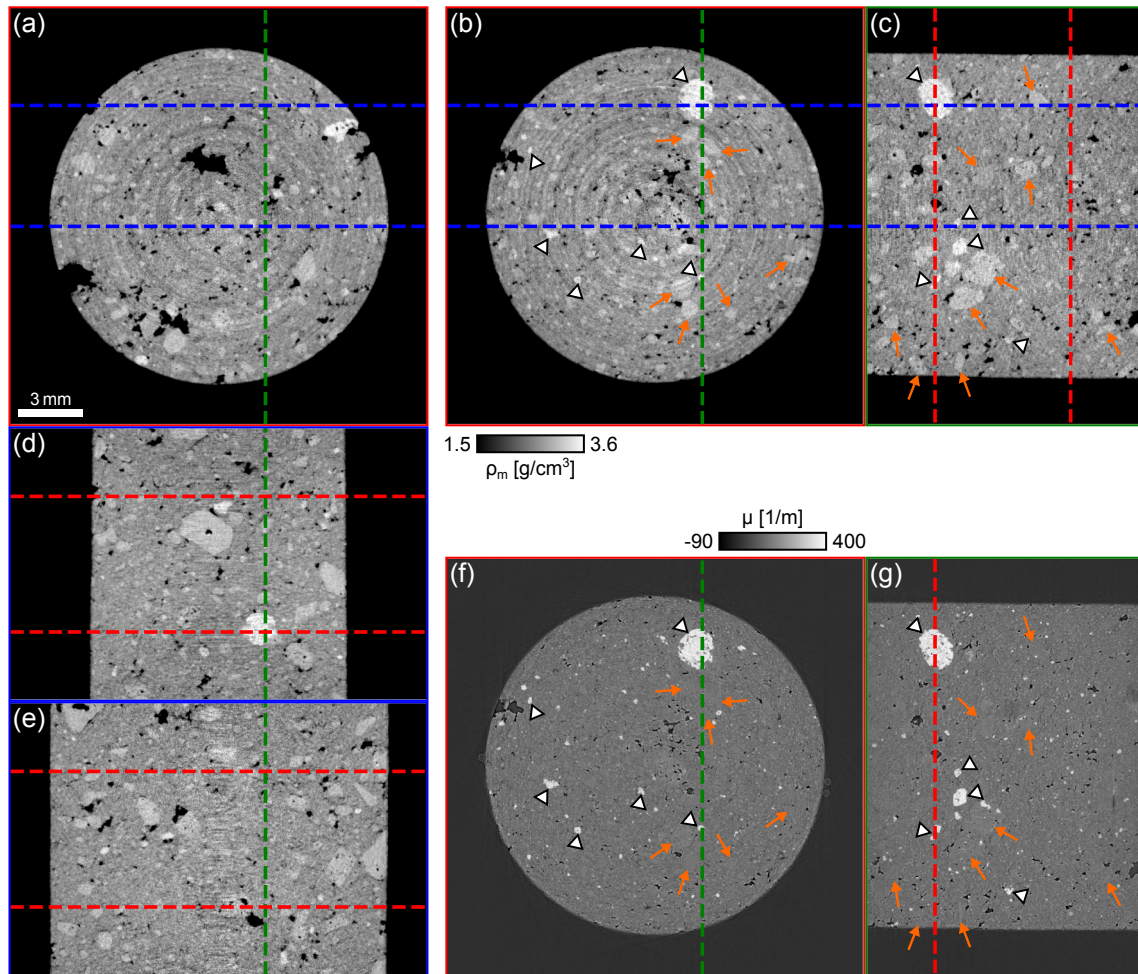 (a)
(b)
(c)
3 mm
(d)
1.5 3.6
ρm [g/cm³]
μ [1/m]
-90 400
(e)
(f)
(g)